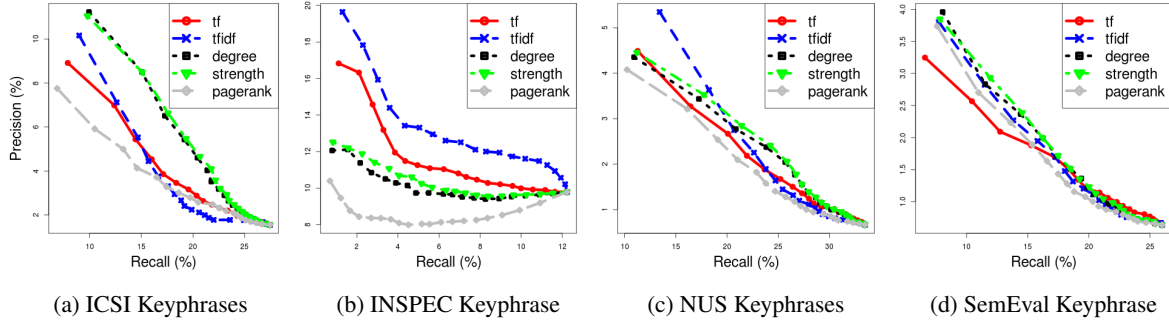 Precision (%)
10
8
6
4
2
10
15
20
25
Recall (%)
tf
tfidf
degree
strength
pagerank
(a) ICSI Keyphrases
20
18
16
14
12
10
8
2
4
6
8
10
12
Recall (%)
tf
tfidf
degree
strength
pagerank
(b) INSPEC Keyphrase
5
4
3
2
1
10
15
20
25
30
Recall (%)
tf
tfidf
degree
strength
pagerank
(c) NUS Keyphrases
4.0
3.5
3.0
2.5
2.0
1.5
1.0
10
15
20
25
Recall (%)
tf
tfidf
degree
strength
pagerank
(d) SemEval Keyphrase